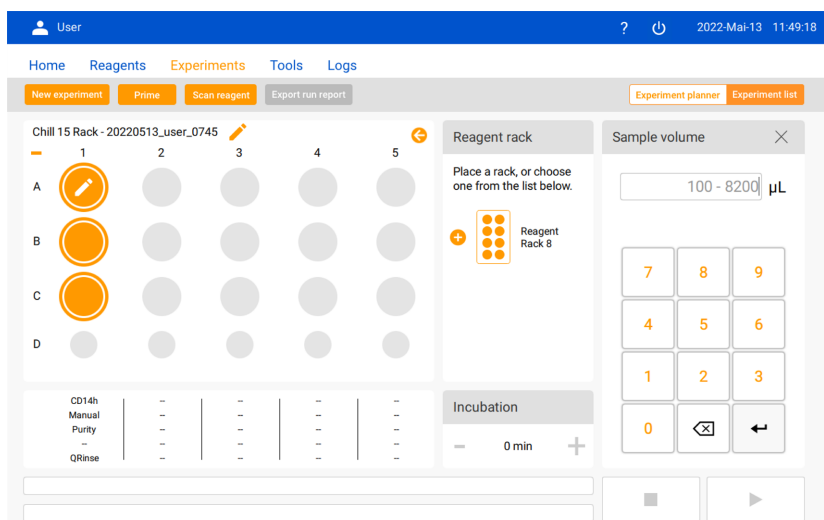 User
? 2022-Mai-13 11:49:18
Home Reagents Experiments Tools Logs
New experiment Prime Scan reagent Export run report Experiment planner Experiment list
Chill 15 Rack - 20220513_user_0745
1 2 3 4 5
A
B
C
D
Reagent rack
Place a rack, or choose
one from the list below.
Reagent
Rack 8
Sample volume
100 - 8200 µL
7 8 9
4 5 6
1 2 3
0
CD14h -- -- -- --
Manual -- -- -- --
Purity -- -- -- --
-- -- -- -- --
QRinse -- -- -- --
Incubation
0 min